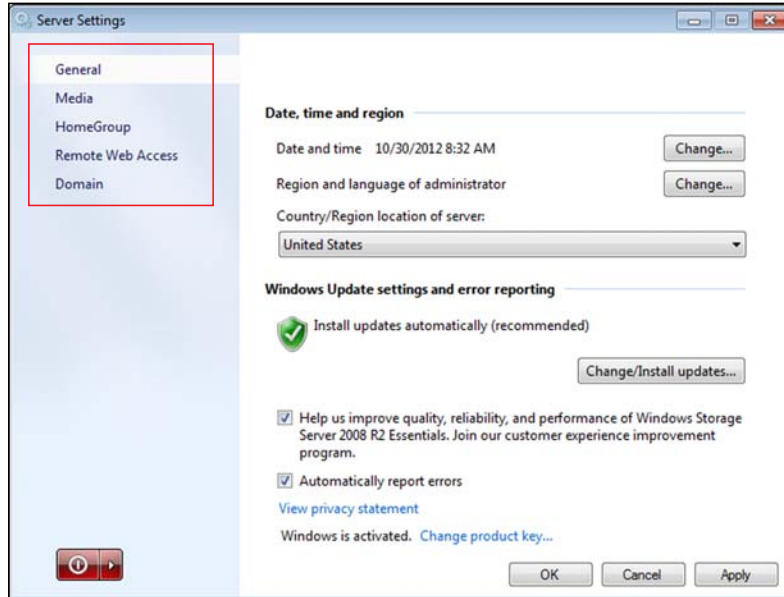 Server Settings
General
Media
HomeGroup
Remote Web Access
Domain
Date, time and region
Date and time 10/30/2012 8:32 AM
Change...
Region and language of administrator
Change...
Country/Region location of server:
United States
Windows Update settings and error reporting
Install updates automatically (recommended)
Change/Install updates...
Help us improve quality, reliability, and performance of Windows Storage
Server 2008 R2 Essentials. Join our customer experience improvement
program.
Automatically report errors
View privacy statement
Windows is activated. Change product key...
OK
Cancel
Apply